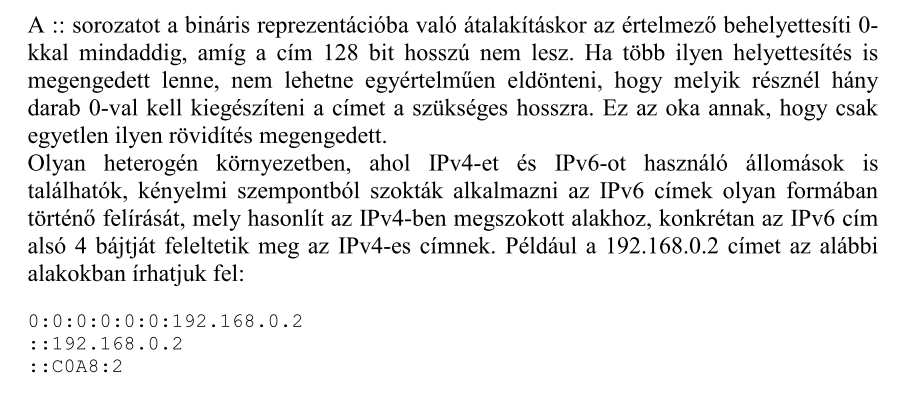 A :: sorozatot a bináris reprezentációba való átalakításkor az értelmező behelyettesíti 0-
kkal mindaddig, amíg a cím 128 bit hosszú nem lesz. Ha több ilyen helyettesítés is
megengedett lenne, nem lehetne egyértelműen eldönteni, hogy melyik résznél hány
darab 0-val kell kiegészíteni a címet a szükséges hosszra. Ez az oka annak, hogy csak
egyetlen ilyen rövidítés megengedett.
Olyan heterogén környezetben, ahol IPv4-et és IPv6-ot használó állomások is
találhatók, kényelmi szempontból szokták alkalmazni az IPv6 címek olyan formában
történő felírását, mely hasonlít az IPv4-ben megszokott alakhoz, konkrétan az IPv6 cím
alsó 4 bájtját feleltetik meg az IPv4-es címnek. Például a 192.168.0.2 címet az alábbi
alakokban írhatjuk fel:
0:0:0:0:0:0:192.168.0.2
::192.168.0.2
::C0A8:2